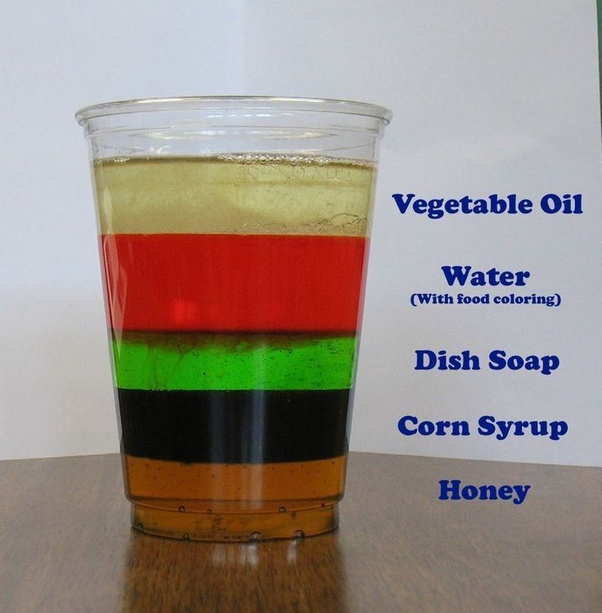 Vegetable Oil
Water
(With food coloring)
Dish Soap
Corn Syrup
Honey